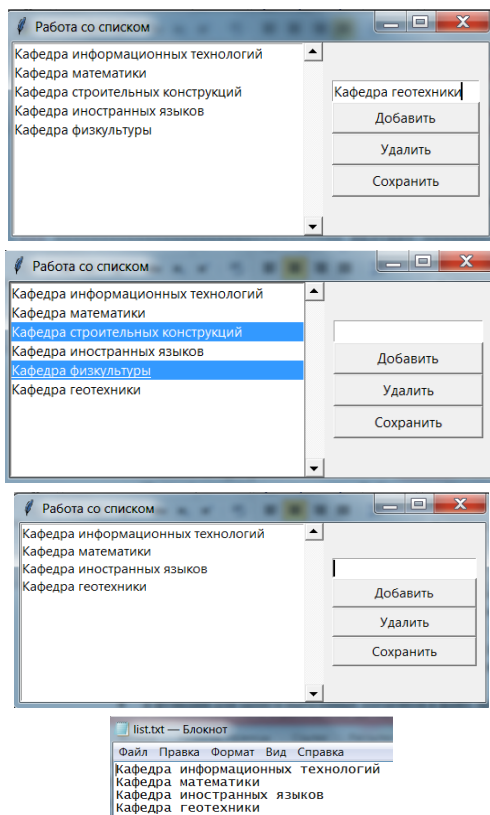 Работа со списком
Кафедра информационных технологий
Кафедра математики
Кафедра строительных конструкций
Кафедра иностранных языков
Кафедра физкультуры
Кафедра геотехники
Добавить
Удалить
Сохранить
Работа со списком
Кафедра информационных технологий
Кафедра математики
Кафедра строительных конструкций
Кафедра иностранных языков
Кафедра физкультуры
Кафедра геотехники
Добавить
Удалить
Сохранить
Работа со списком
Кафедра информационных технологий
Кафедра математики
Кафедра иностранных языков
Кафедра геотехники
Добавить
Удалить
Сохранить
list.txt — Блокнот
Файл Правка Формат Вид Справка
Кафедра информационных технологий
Кафедра математики
Кафедра иностранных языков
Кафедра геотехники